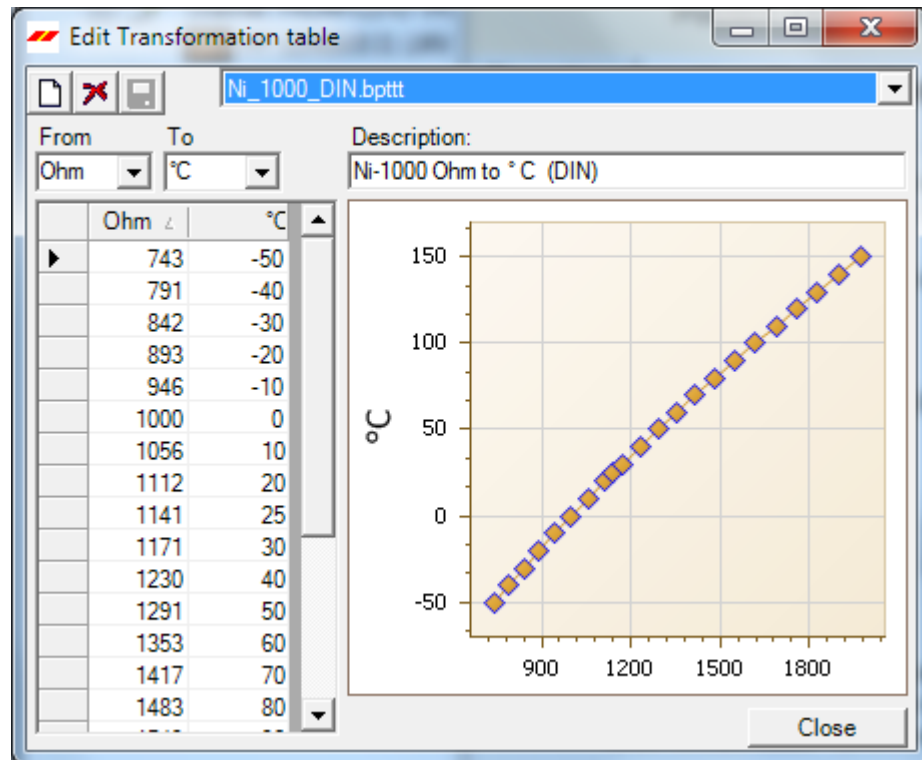 Edit Transformation table
Ni_1000_DIN.bpttt
From To Description:
Ohm °C Ni-1000 Ohm to ° C (DIN)
Ohm °C
743 -50
791 -40
842 -30
893 -20
946 -10
1000 0
1056 10
1112 20
1141 25
1171 30
1230 40
1291 50
1353 60
1417 70
1483 80
°C
150
100
50
0
-50
900 1200 1500 1800
Close